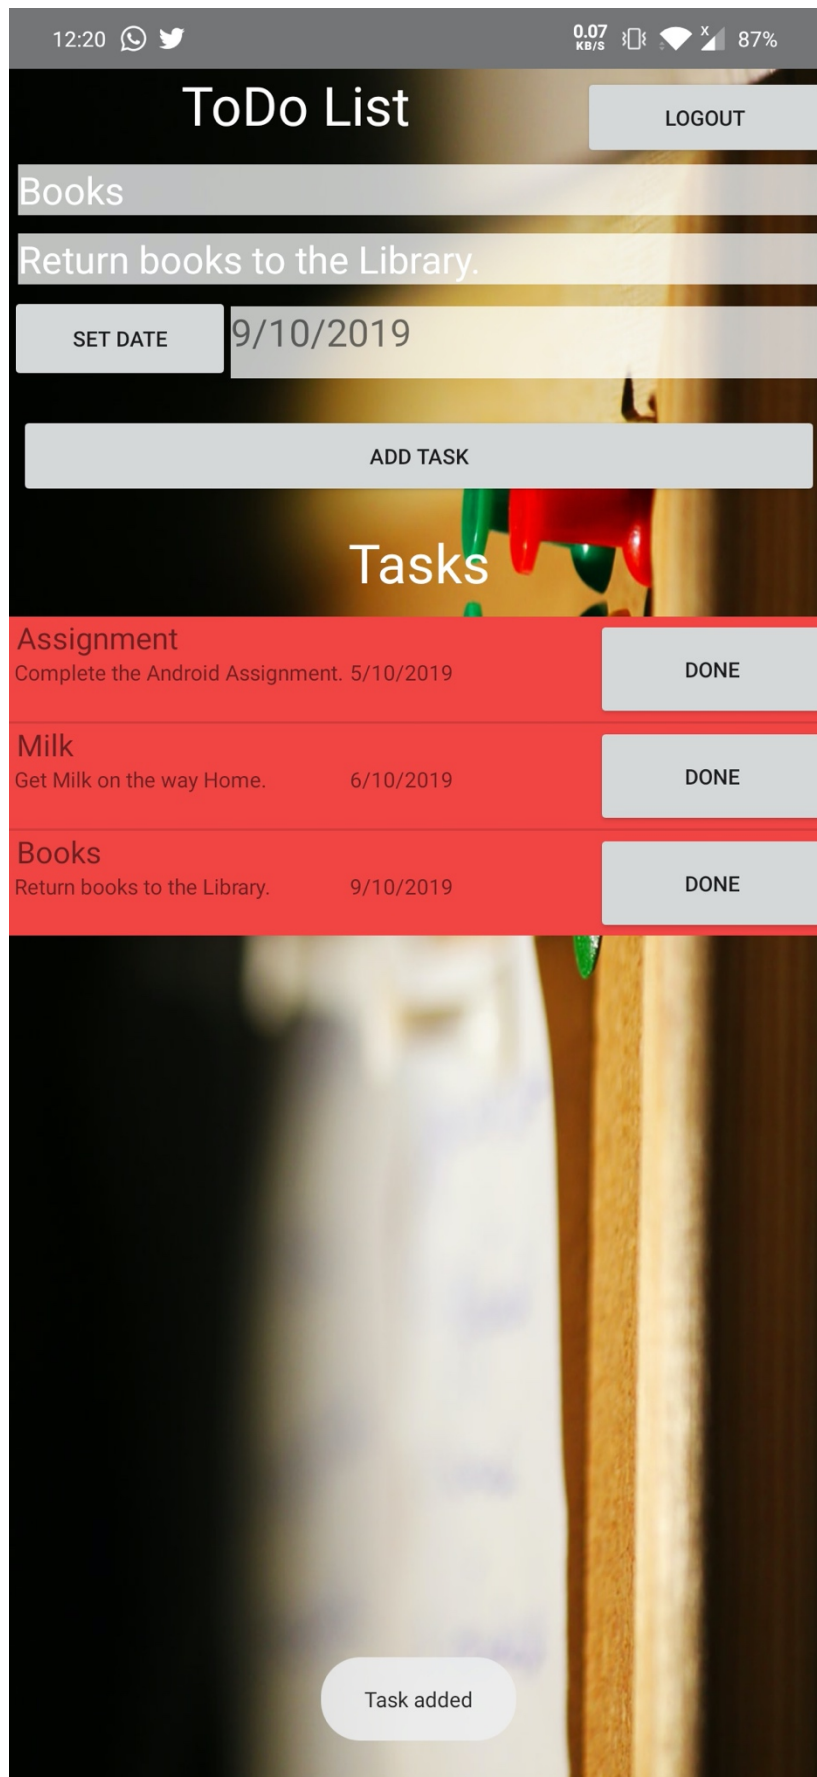 12:20 0.07 KB/S X 87%
ToDo List LOGOUT
Books
Return books to the Library.
SET DATE 9/10/2019
ADD TASK
Tasks
Assignment
Complete the Android Assignment. 5/10/2019 DONE
Milk
Get Milk on the way Home. 6/10/2019 DONE
Books
Return books to the Library. 9/10/2019 DONE
Task added